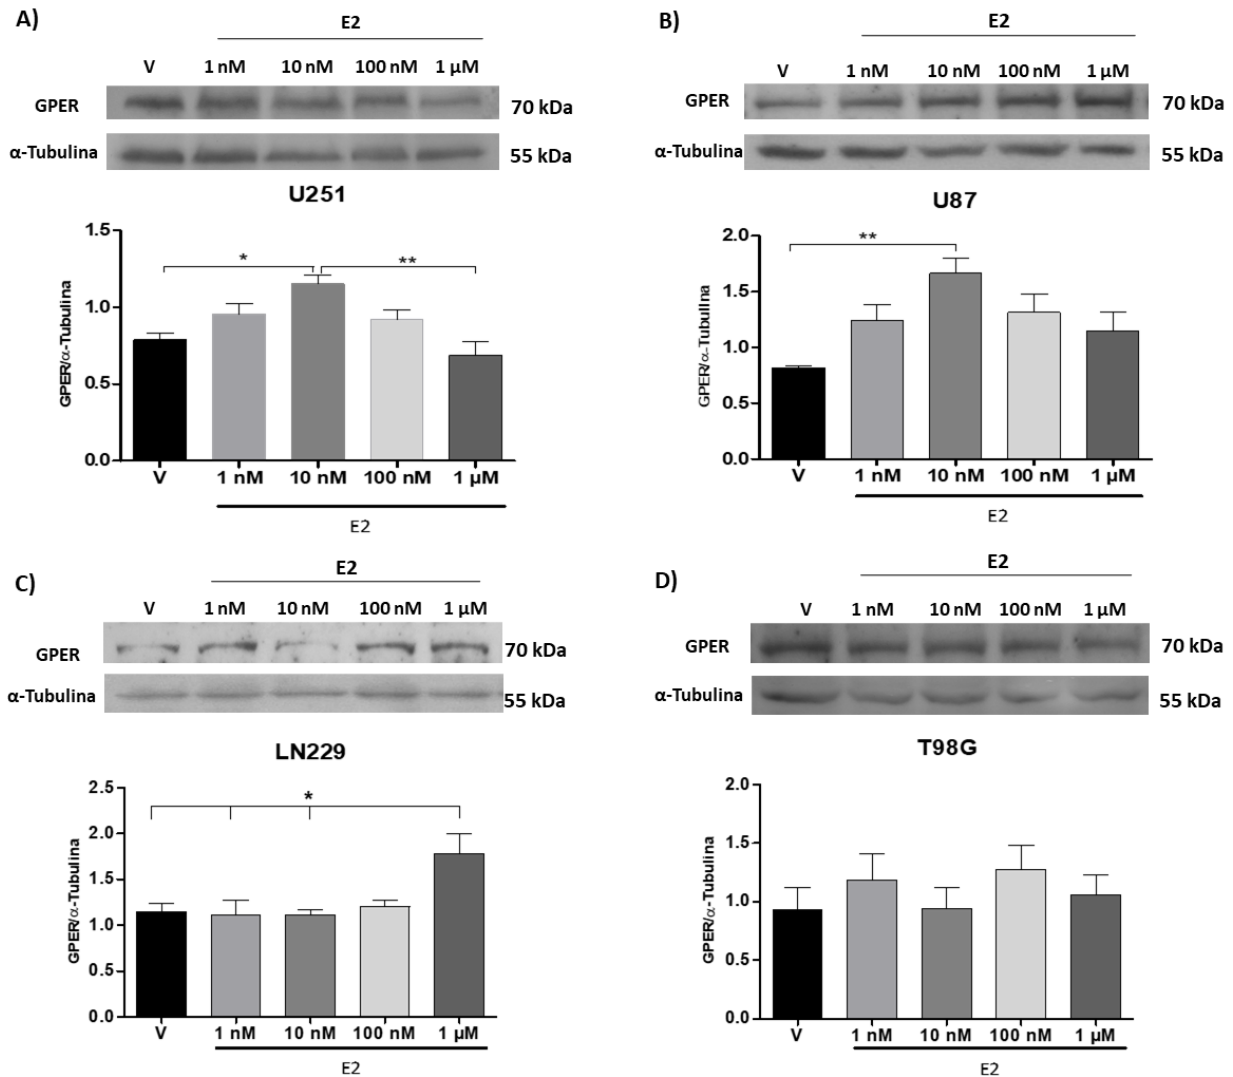 A)
E2
V 1 nM 10 nM 100 nM 1 µM
GPER 70 kDa
α-Tubulina 55 kDa
U251
GPER/α-Tubulina
1.5
1.0
0.5
0.0
* **
V 1 nM 10 nM 100 nM 1 µM
E2
B)
E2
V 1 nM 10 nM 100 nM 1 µM
GPER 70 kDa
α-Tubulina 55 kDa
U87
GPER/α-Tubulina
2.0
1.5
1.0
0.5
0.0
**
V 1 nM 10 nM 100 nM 1 µM
E2
C)
E2
V 1 nM 10 nM 100 nM 1 µM
GPER 70 kDa
α-Tubulina 55 kDa
LN229
GPER/α-Tubulina
2.5
2.0
1.5
1.0
0.5
0.0
*
V 1 nM 10 nM 100 nM 1 µM
E2
D)
E2
V 1 nM 10 nM 100 nM 1 µM
GPER 70 kDa
α-Tubulina 55 kDa
T98G
GPER/α-Tubulina
2.0
1.5
1.0
0.5
0.0
V 1 nM 10 nM 100 nM 1 µM
E2